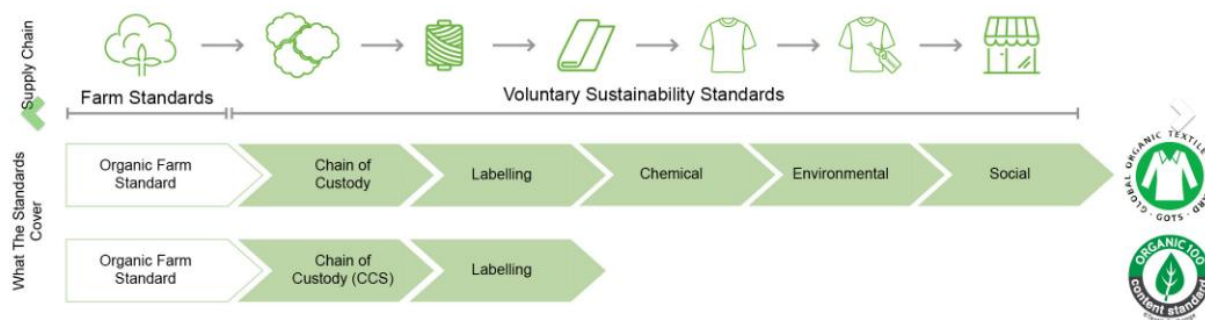 Supply Chain
Farm Standards
Voluntary Sustainability Standards
What The Standards
Cover
Organic Farm
Standard
Chain of
Custody
Labelling
Chemical
Environmental
Social
GLOBAL ORGANIC TEXTILE
· GOTS ·
Organic Farm
Standard
Chain of
Custody (CCS)
Labelling
ORGANIC 100
content standard